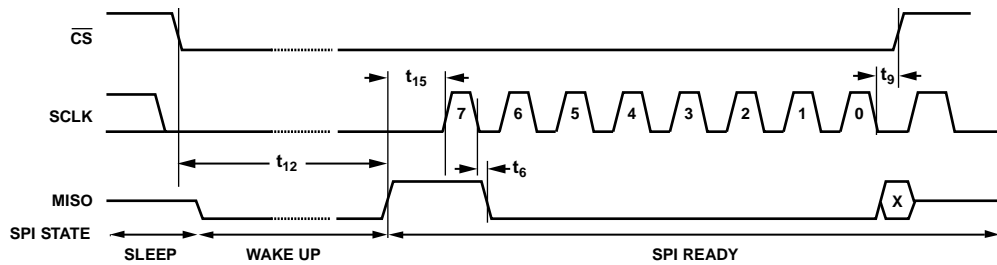 CS
t15
t9
SCLK
7 6 5 4 3 2 1 0
t12
t6
MISO
X
SPI STATE
SLEEP WAKE UP SPI READY